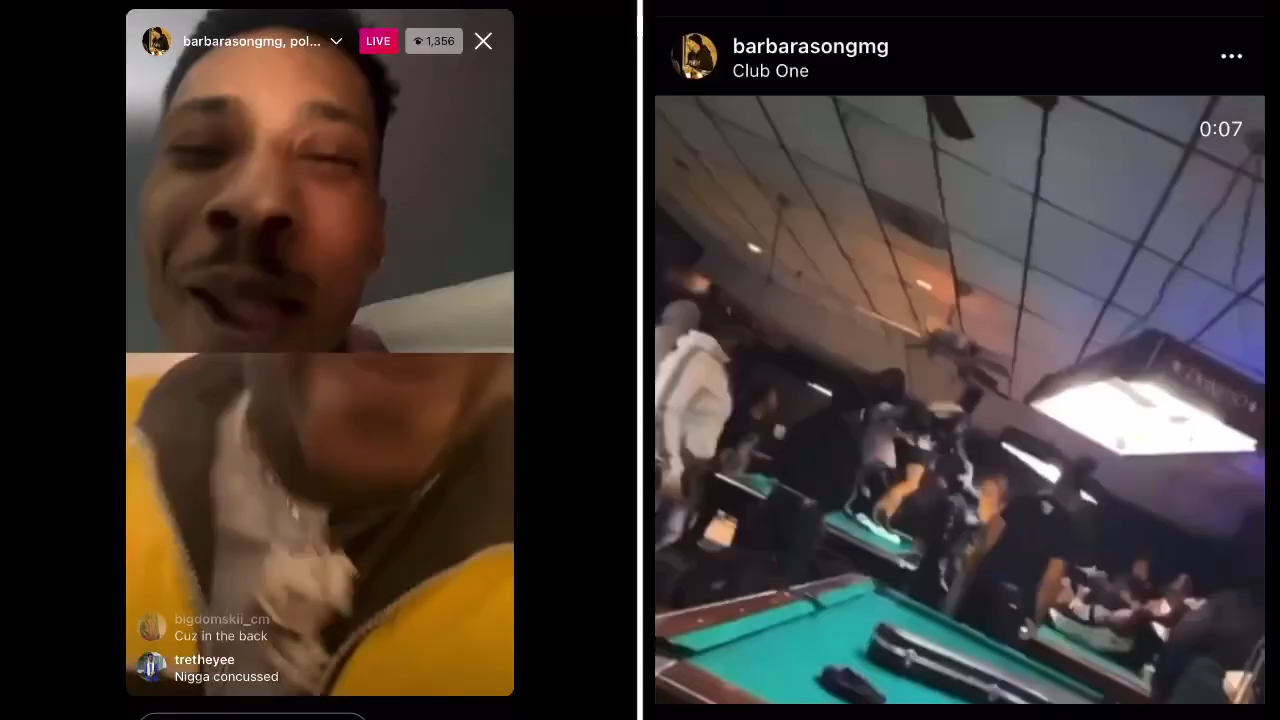 barbarasongmg, pol...
LIVE
1,356
bigdomskii_cm
Cuz in the back
tretheyee
Nigga concussed
barbarasongmg
Club One
0:07